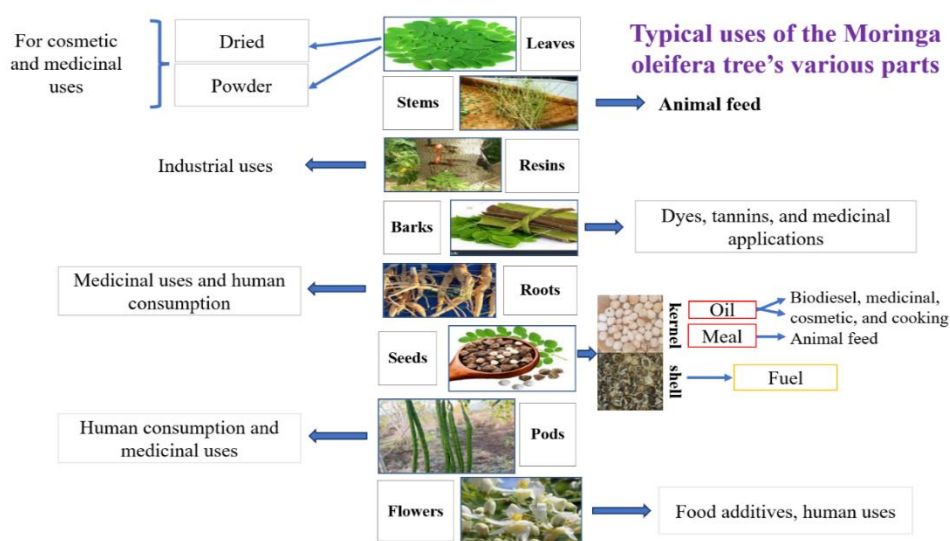 Typical uses of the Moringa
oleifera tree’s various parts
For cosmetic
and medicinal
uses
Dried
Powder
Leaves
Stems
Animal feed
Industrial uses
Resins
Barks
Dyes, tannins, and medicinal
applications
Medicinal uses and human
consumption
Roots
Seeds
kernel
Oil
Biodiesel, medicinal,
cosmetic, and cooking
Meal
Animal feed
shell
Fuel
Human consumption and
medicinal uses
Pods
Flowers
Food additives, human uses